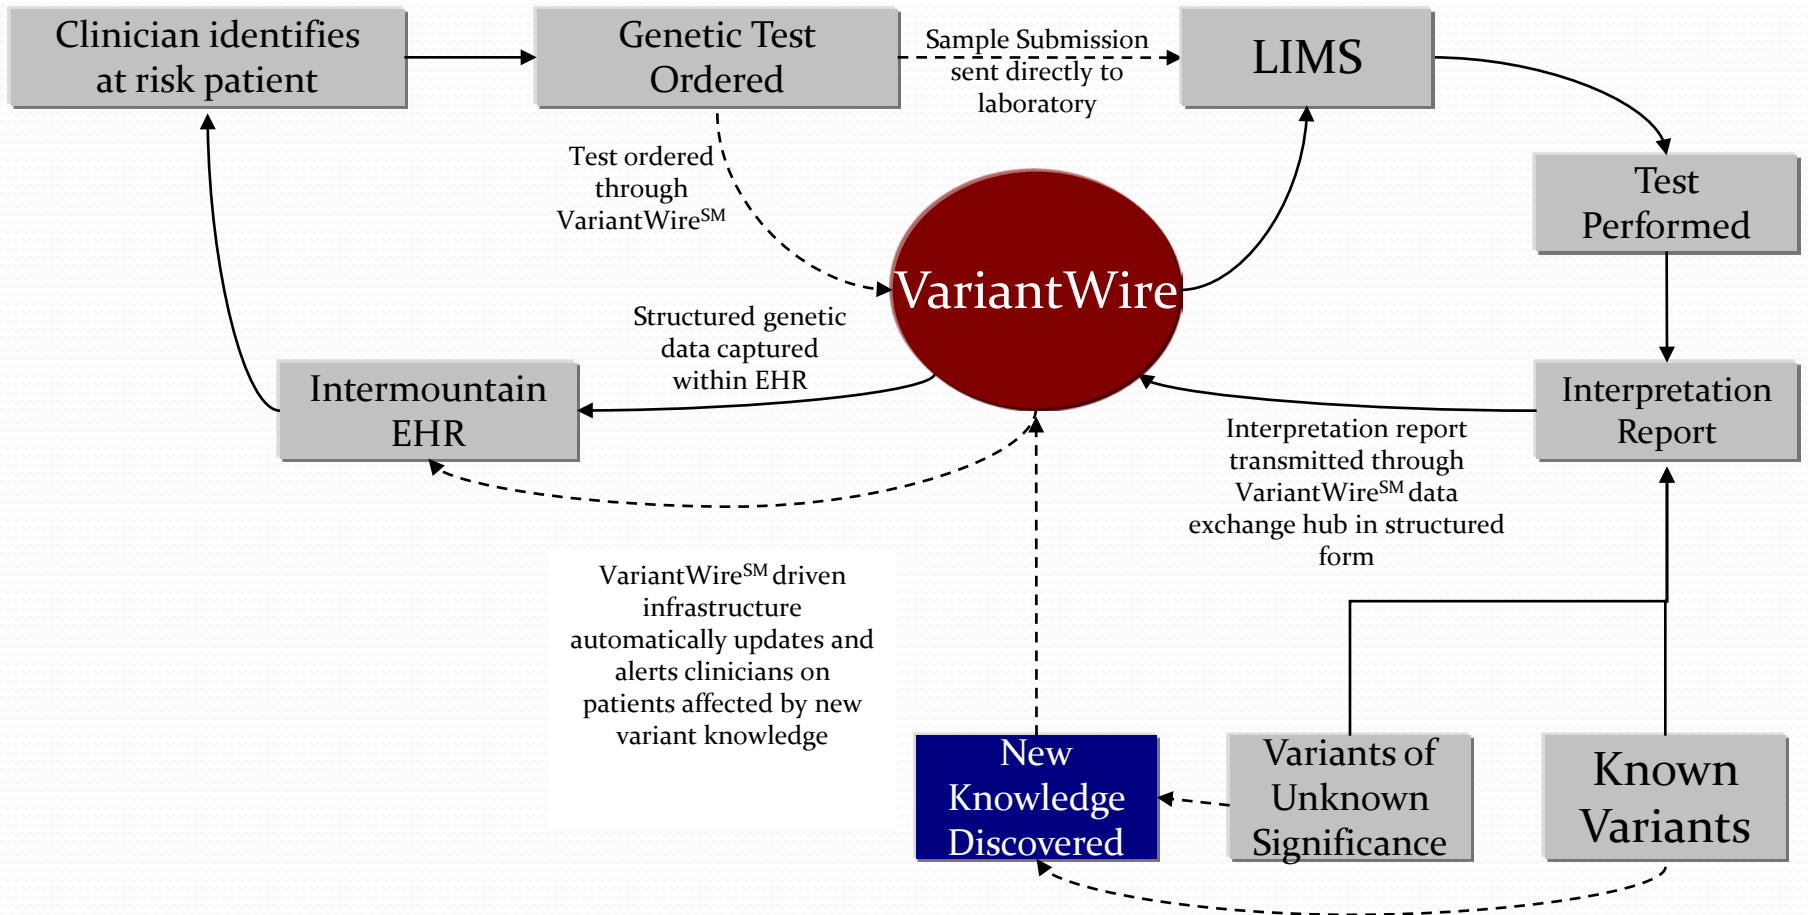 Clinician identifies
at risk patient
Genetic Test
Ordered
Sample Submission
sent directly to
laboratory
LIMS
Test ordered
through
VariantWireSM
Test
Performed
VariantWire
Structured genetic
data captured
within EHR
Intermountain
EHR
Interpretation
Report
Interpretation report
transmitted through
VariantWireSM data
exchange hub in structured
form
VariantWireSM driven
infrastructure
automatically updates and
alerts clinicians on
patients affected by new
variant knowledge
New
Knowledge
Discovered
Variants of
Unknown
Significance
Known
Variants